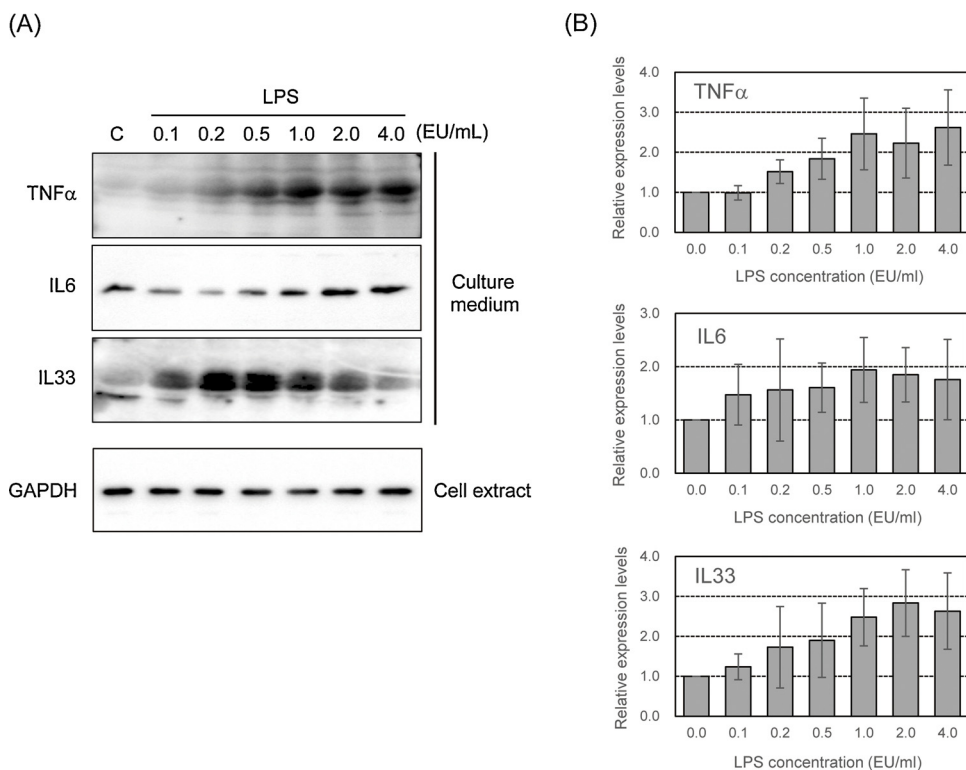 (A)
LPS
C 0.1 0.2 0.5 1.0 2.0 4.0 (EU/mL)
TNFα
IL6
IL33
Culture
medium
GAPDH
Cell extract
(B)
Relative expression levels
4.0
3.0
2.0
1.0
0.0
TNFα
0.0 0.1 0.2 0.5 1.0 2.0 4.0
LPS concentration (EU/ml)
Relative expression levels
3.0
2.0
1.0
0.0
IL6
0.0 0.1 0.2 0.5 1.0 2.0 4.0
LPS concentration (EU/ml)
Relative expression levels
4.0
3.0
2.0
1.0
0.0
IL33
0.0 0.1 0.2 0.5 1.0 2.0 4.0
LPS concentration (EU/ml)